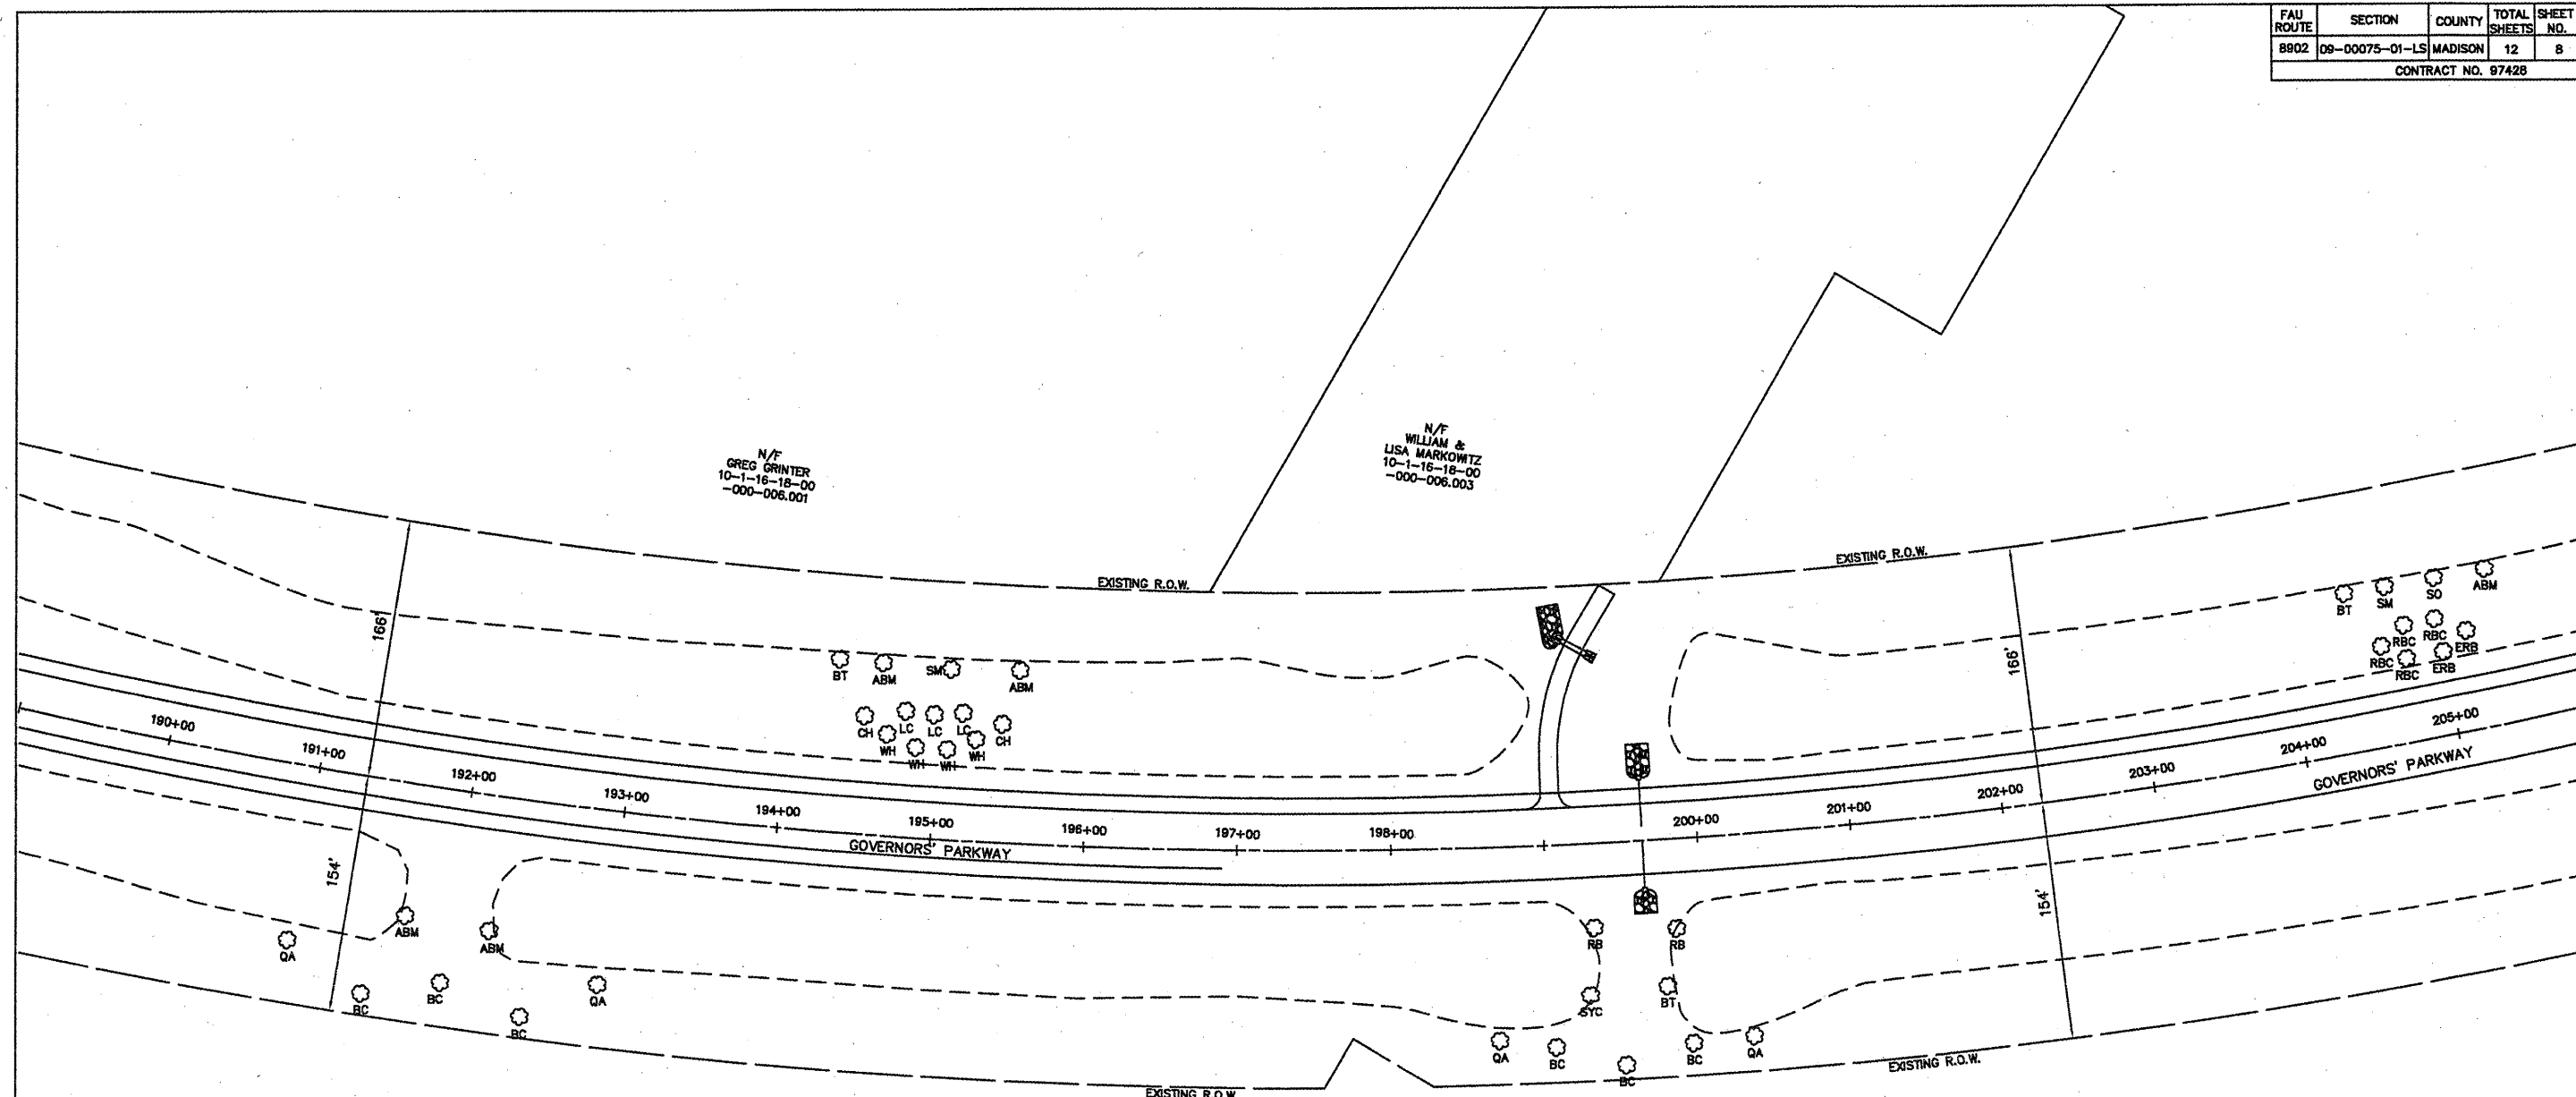 FAU ROUTE SECTION COUNTY TOTAL SHEETS SHEET NO.
8902 09-00075-01-LS MADISON 12 8
CONTRACT NO. 97428
N/F
GREG GRINTER
10-1-16-18-00
-000-006.001
N/F
WILLIAM &
LISA MARKOWITZ
10-1-16-18-00
-000-006.003
EXISTING R.O.W.
EXISTING R.O.W.
166'
166'
BT SM SO ABM
RBC RBC ERB
RBC RBC ERB
BT ABM SM ABM
CH LC LC LC CH
WH WH WH WH
190+00
191+00
192+00
193+00
194+00
195+00
196+00
197+00
198+00
200+00
201+00
202+00
203+00
204+00
205+00
GOVERNORS' PARKWAY
GOVERNORS' PARKWAY
154'
154'
QA ABM ABM
BC BC BC QA
RB RB
SYC BT
QA BC BC BC QA
EXISTING R.O.W.
EXISTING R.O.W.